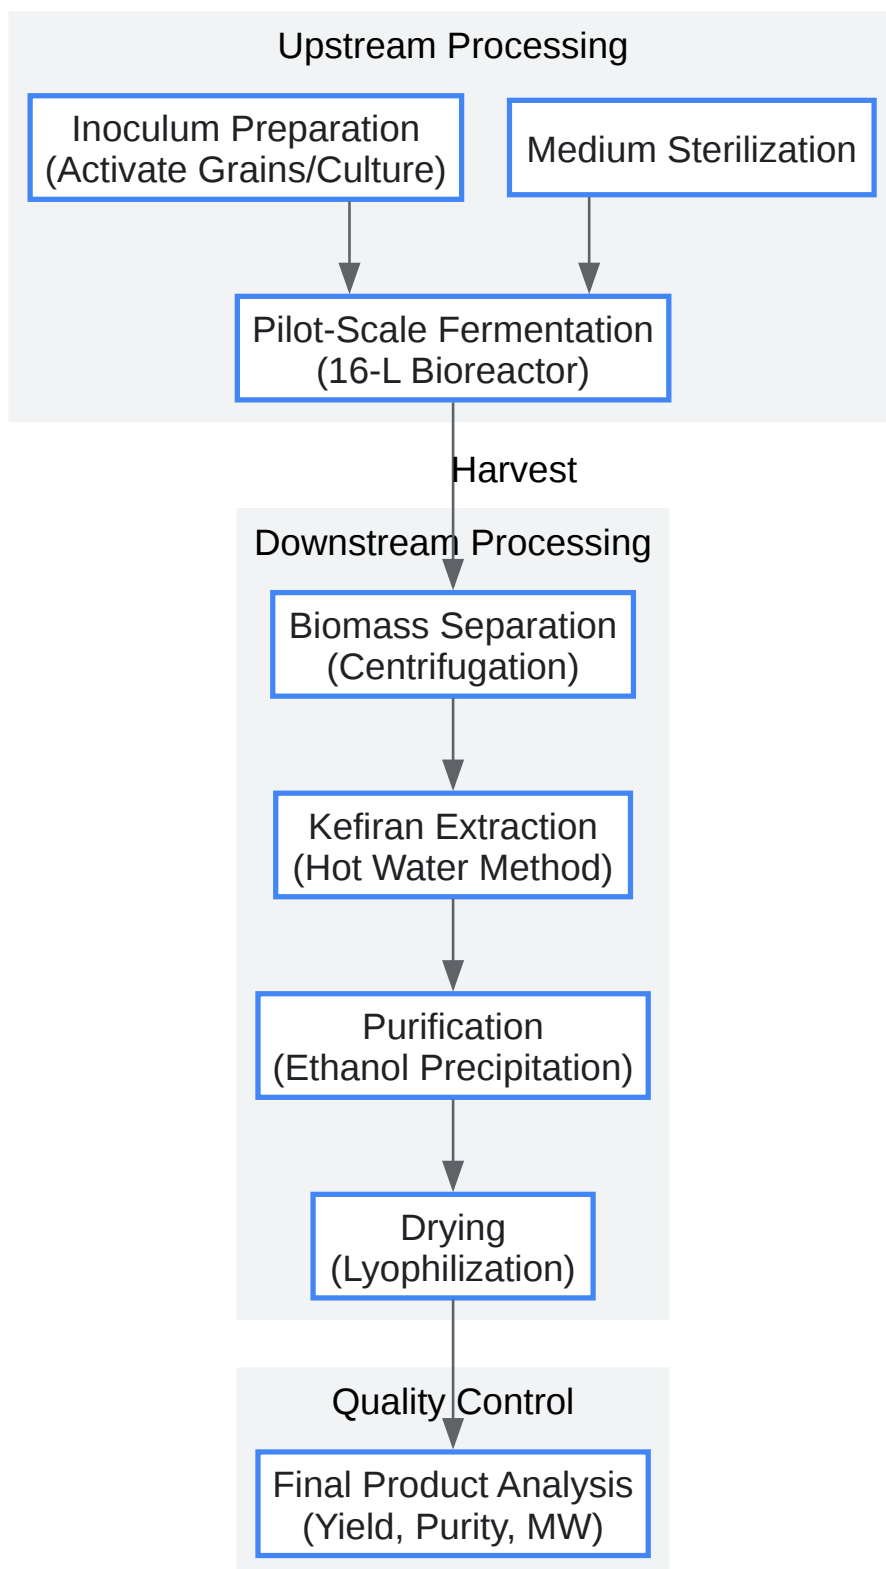 Upstream Processing
Inoculum Preparation
(Activate Grains/Culture)
Medium Sterilization
Pilot-Scale Fermentation
(16-L Bioreactor)
Harvest
Downstream Processing
Biomass Separation
(Centrifugation)
Kefiran Extraction
(Hot Water Method)
Purification
(Ethanol Precipitation)
Drying
(Lyophilization)
Quality Control
Final Product Analysis
(Yield, Purity, MW)